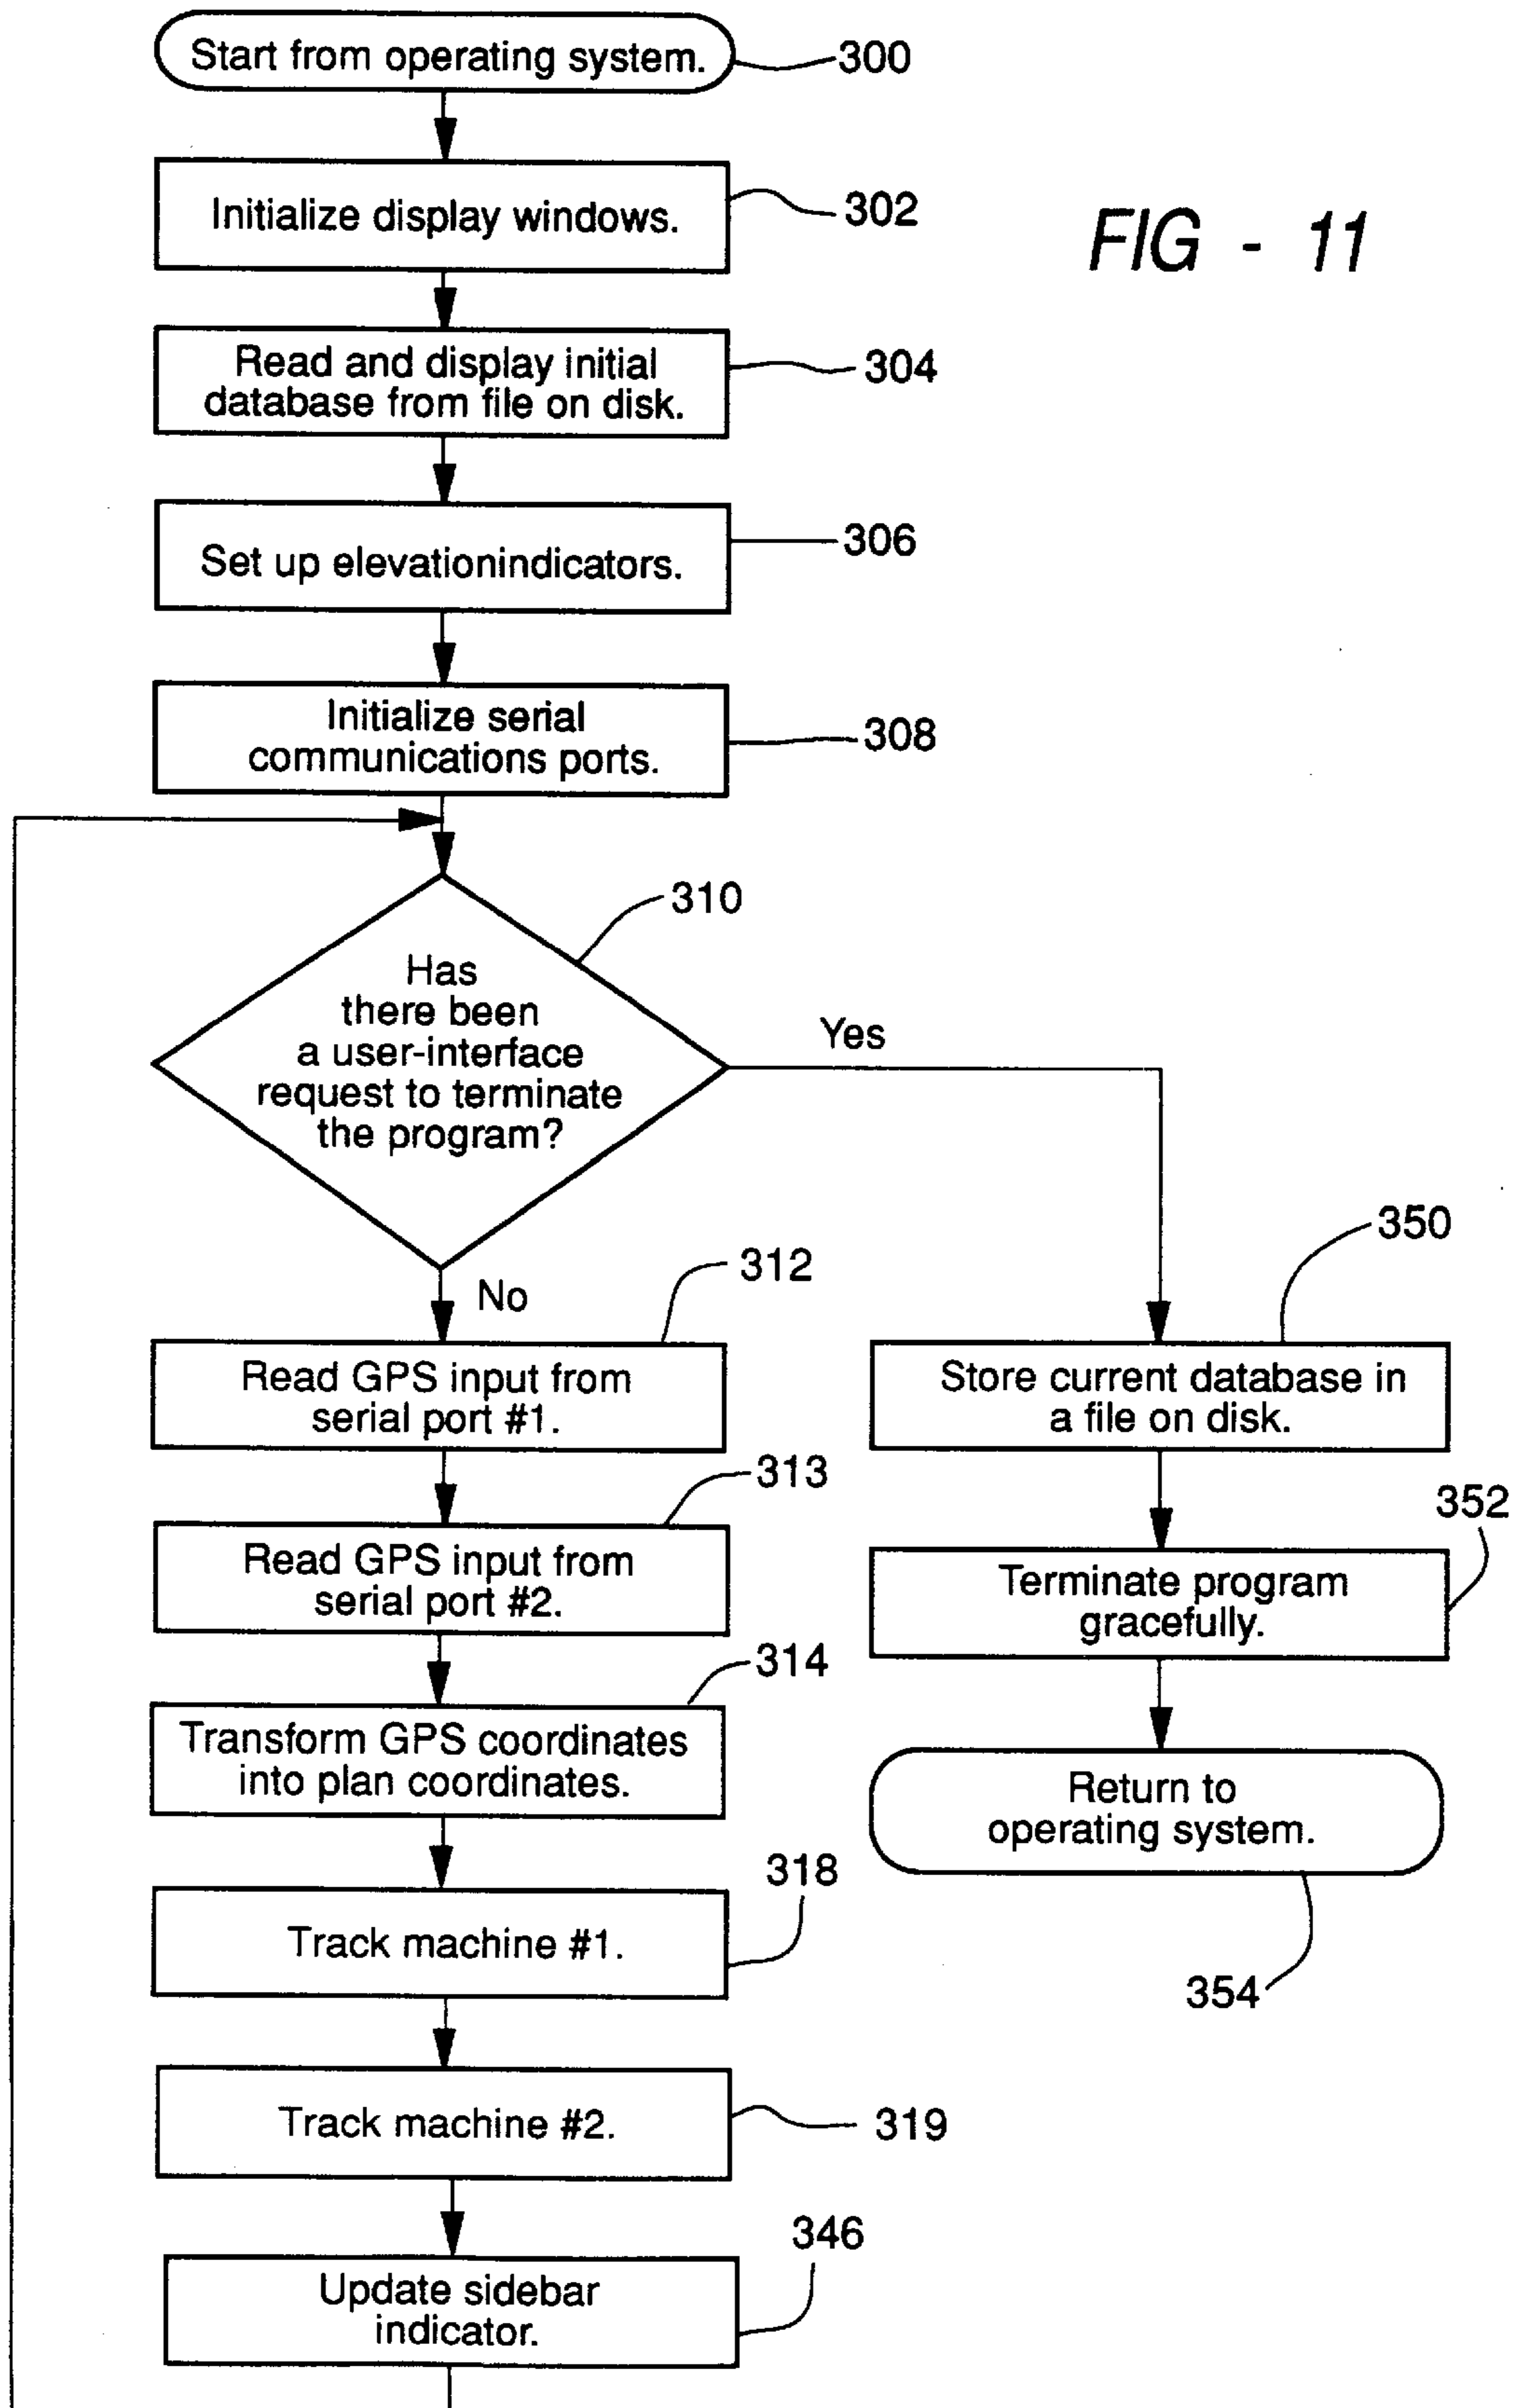 Start from operating system.
300
Initialize display windows.
302
FIG - 11
Read and display initial
database from file on disk.
304
Set up elevationindicators.
306
Initialize serial
communications ports.
308
310
Has
there been
a user-interface
request to terminate
the program?
Yes
No
312
Read GPS input from
serial port #1.
313
Read GPS input from
serial port #2.
314
Transform GPS coordinates
into plan coordinates.
318
Track machine #1.
Track machine #2.
319
346
Update sidebar
indicator.
350
Store current database in
a file on disk.
352
Terminate program
gracefully.
Return to
operating system.
354